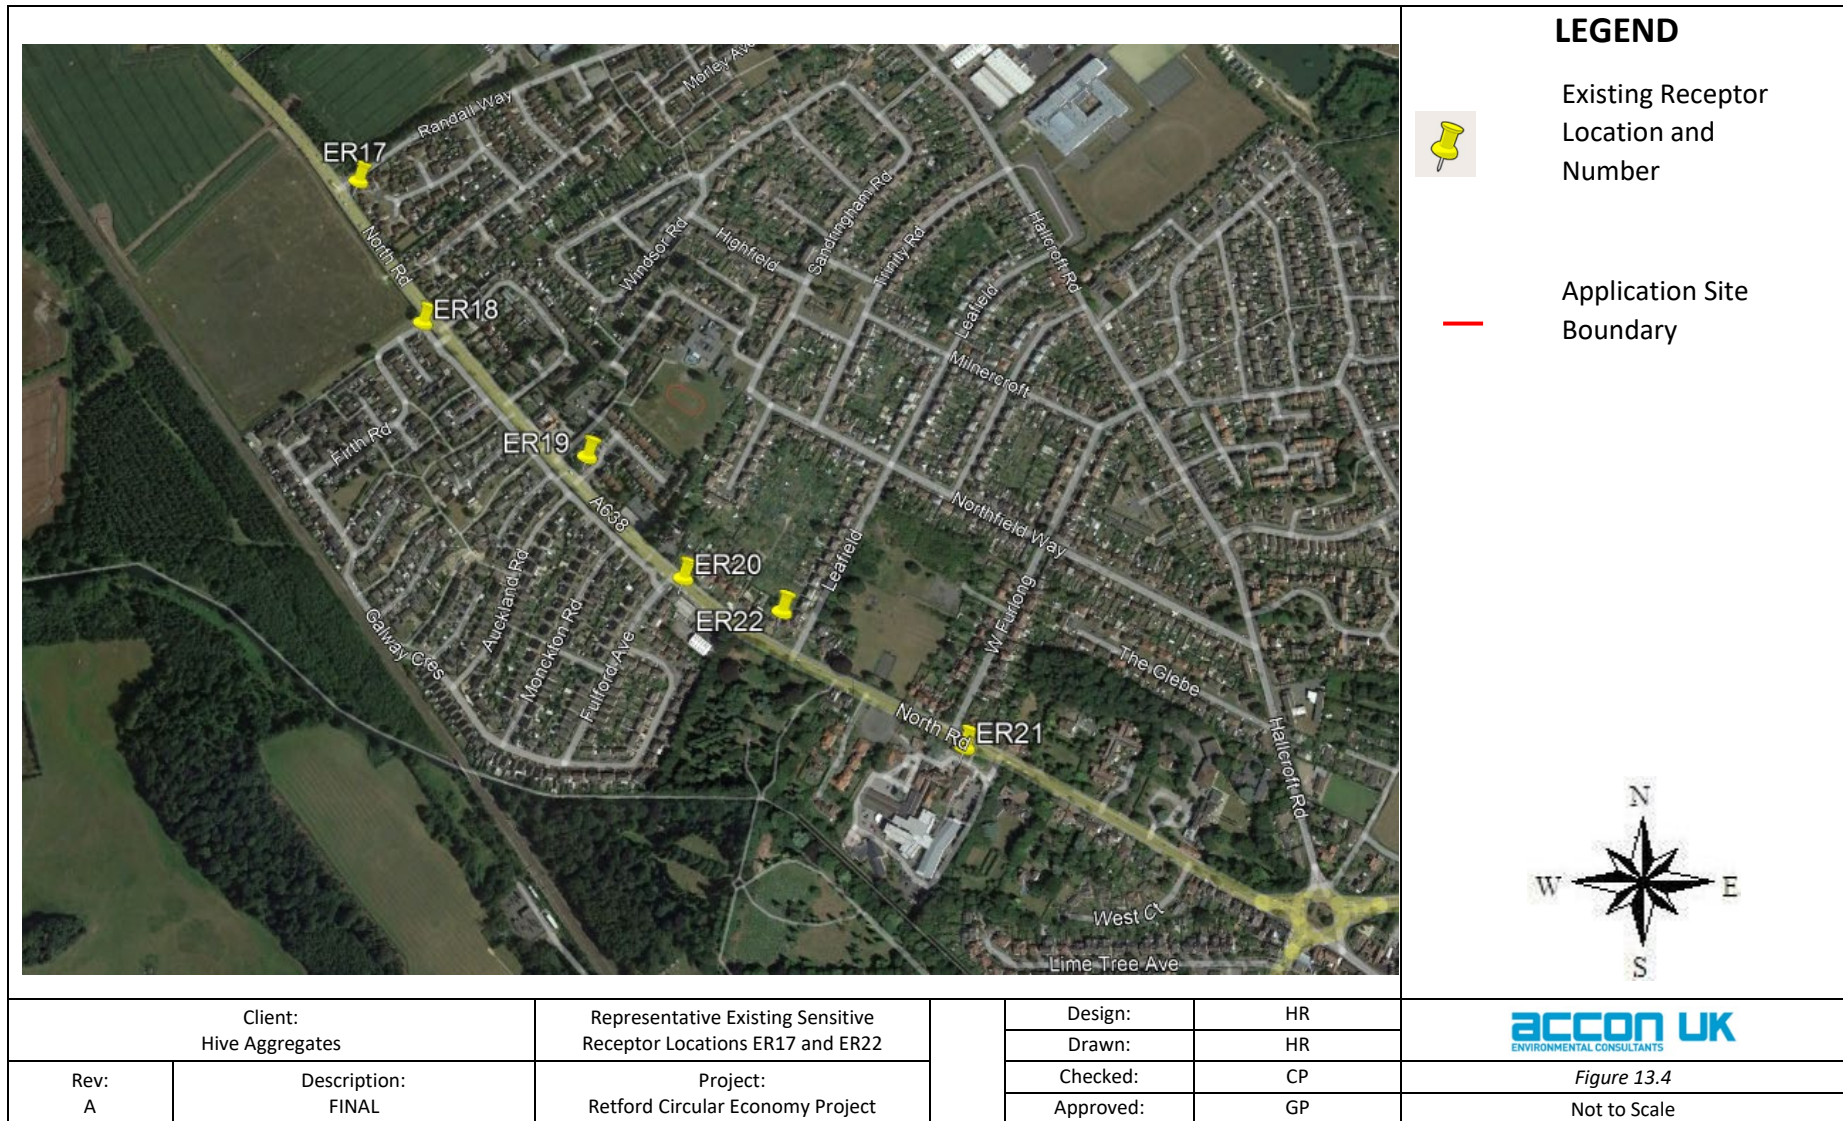 LEGEND
Existing Receptor
Location and
Number
Application Site
Boundary
Randall Way
Morley Ave
ER17
North Rd
ER18
Windsor Rd
Highfield
Sandringham Rd
Trinity Rd
Hallcroft Rd
Leafield
Milnercroft
Firth Rd
ER19
A638
Northfield Way
ER20
ER22
Leafield
Auckland Rd
Monckton Rd
Fulford Ave
Galway Cres
W Furlong
The Glebe
North Rd
ER21
Hallcroft Rd
West Ct
Lime Tree Ave
N
W
E
S
Client:
Hive Aggregates
Representative Existing Sensitive
Receptor Locations ER17 and ER22
Rev:
A
Description:
FINAL
Project:
Retford Circular Economy Project
Design:
HR
Drawn:
HR
Checked:
CP
Approved:
GP
accon UK
ENVIRONMENTAL CONSULTANTS
Figure 13.4
Not to Scale